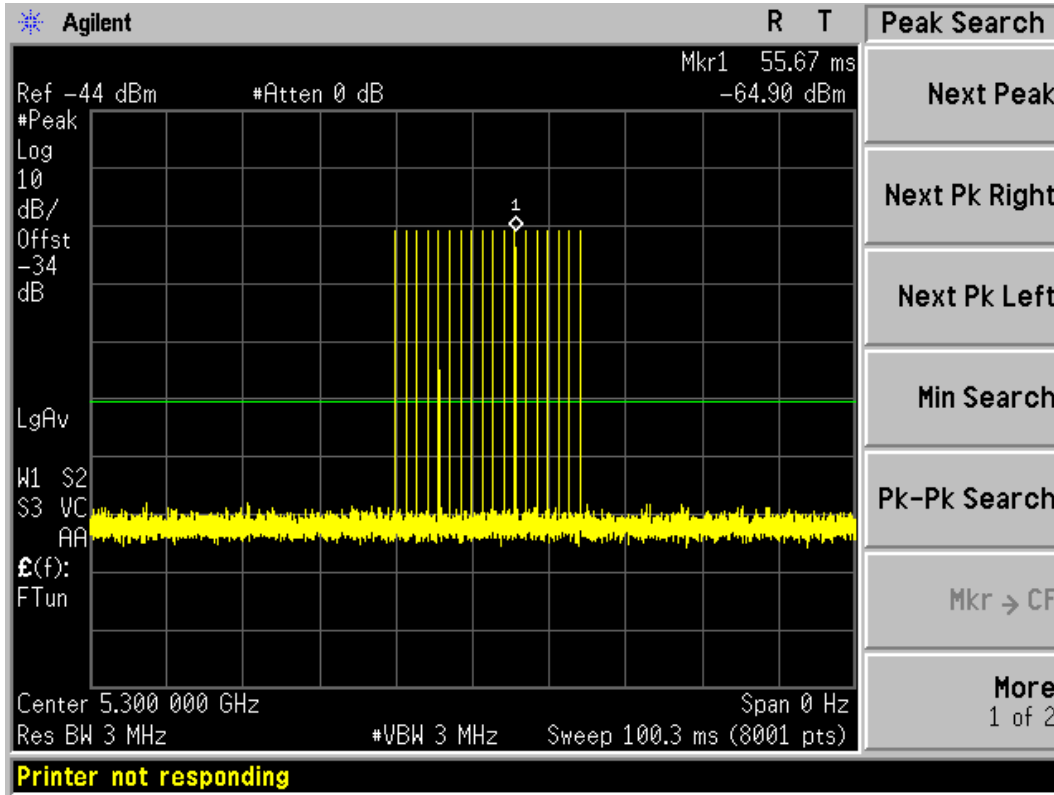 Agilent R T Peak Search
Mkr1 55.67 ms
Ref -44 dBm #Atten 0 dB -64.90 dBm
#Peak
Log
10
dB/
Offst
-34
dB
1
LgAv
W1 S2
S3 VC
AA
£(f):
FTun
Center 5.300 000 GHz Span 0 Hz
Res BW 3 MHz #VBW 3 MHz Sweep 100.3 ms (8001 pts)
Printer not responding
Next Peak
Next Pk Right
Next Pk Left
Min Search
Pk-Pk Search
Mkr → CF
More
1 of 2